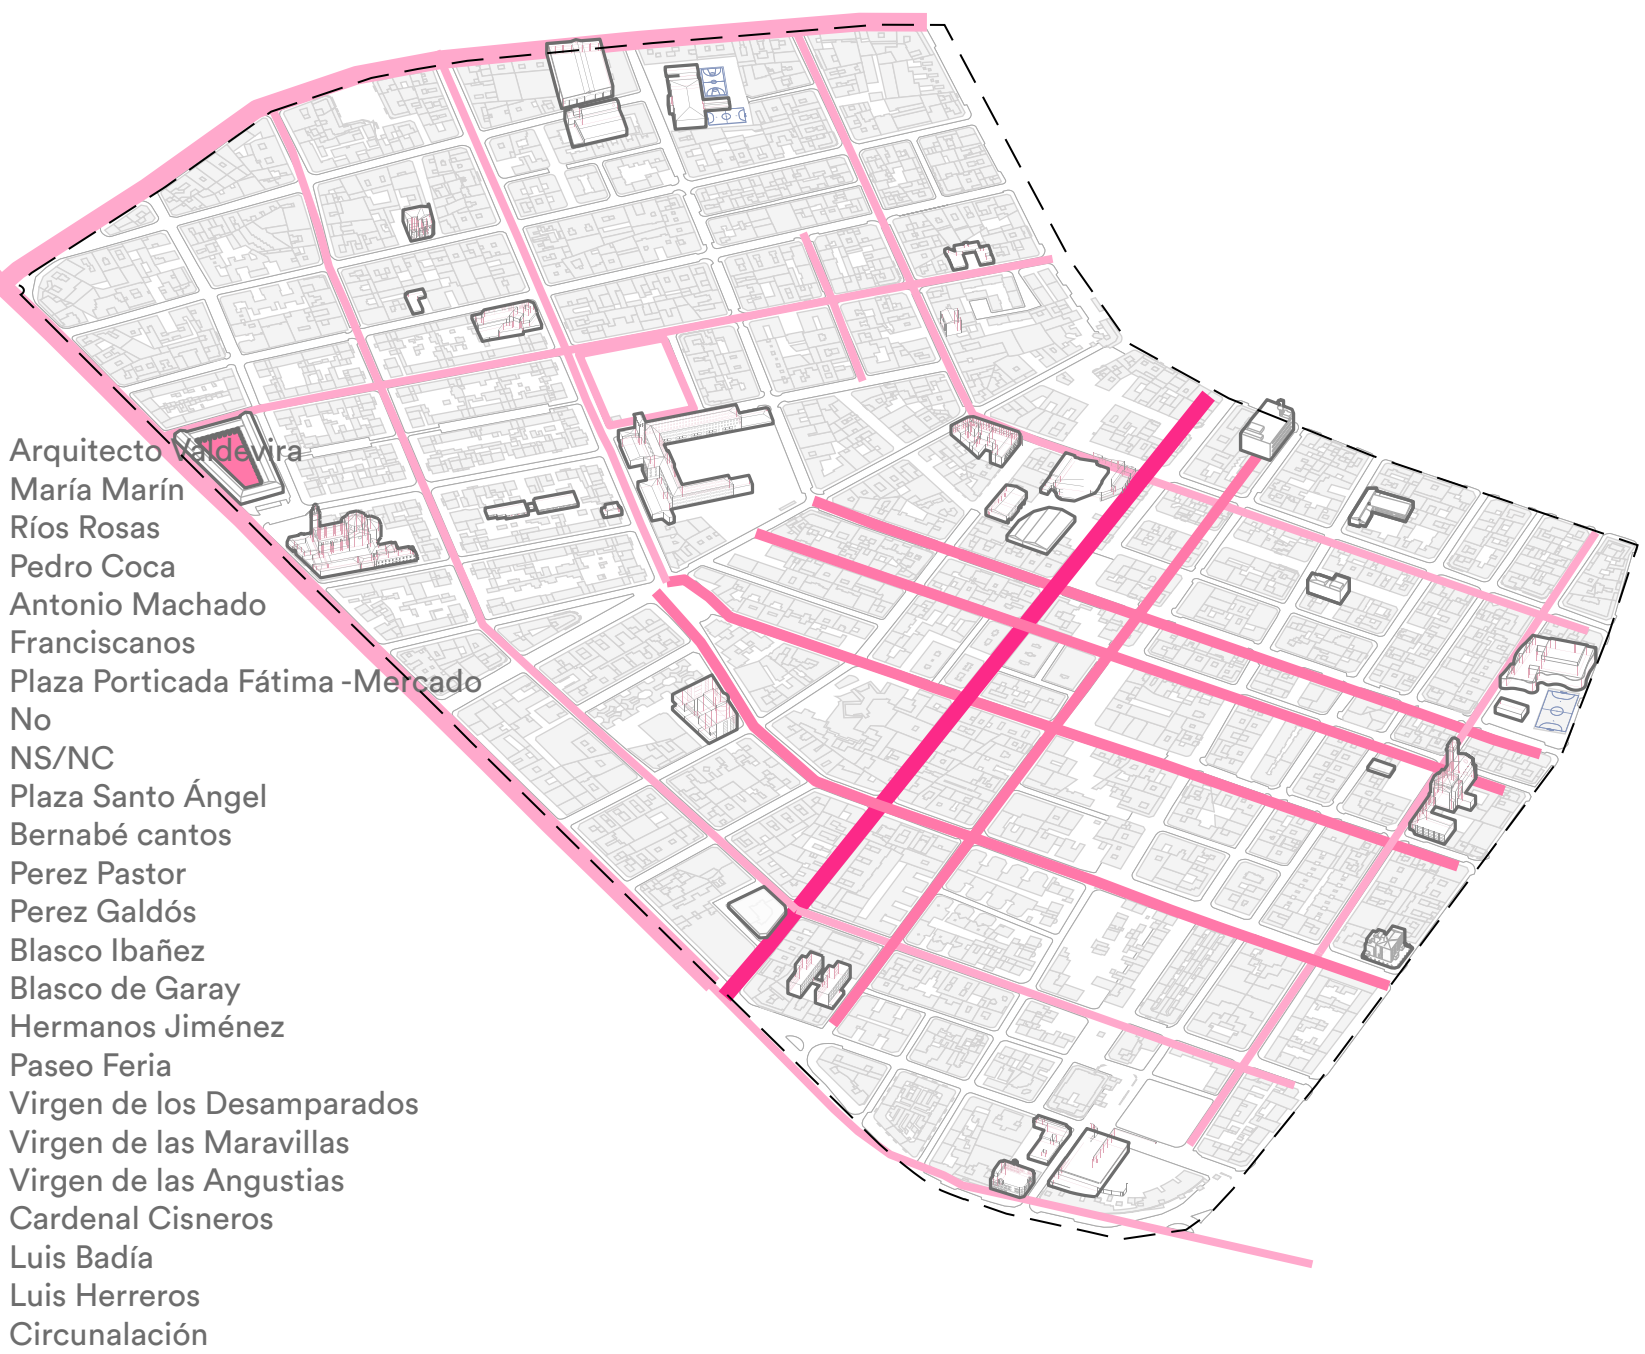 Arquitecto Valdevira
María Marín
Ríos Rosas
Pedro Coca
Antonio Machado
Franciscanos
Plaza Porticada Fátima -Mercado
No
NS/NC
Plaza Santo Ángel
Bernabé cantos
Perez Pastor
Perez Galdós
Blasco Ibañez
Blasco de Garay
Hermanos Jiménez
Paseo Feria
Virgen de los Desamparados
Virgen de las Maravillas
Virgen de las Angustias
Cardenal Cisneros
Luis Badía
Luis Herreros
Circunalación